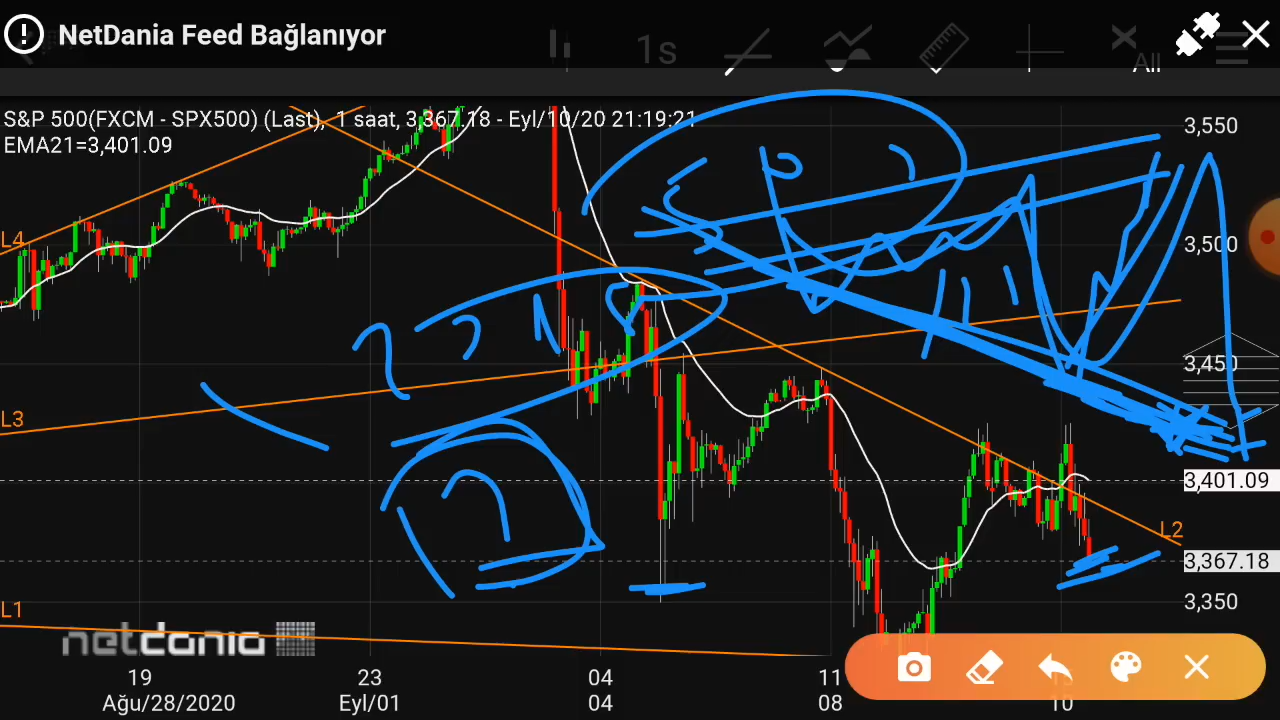 NetDania Feed Bağlanıyor
1s
All
S&P 500(FXCM - SPX500) (Last), 1 saat, 3,367.18 - Eyl/10/20 21:19:21
EMA21=3,401.09
3,550
L4
3,500
3,450
L3
3,401.09
L2
3,367.18
L1
3,350
netdania
19
23
04
11
Ağu/28/2020
Eyl/01
04
08
10